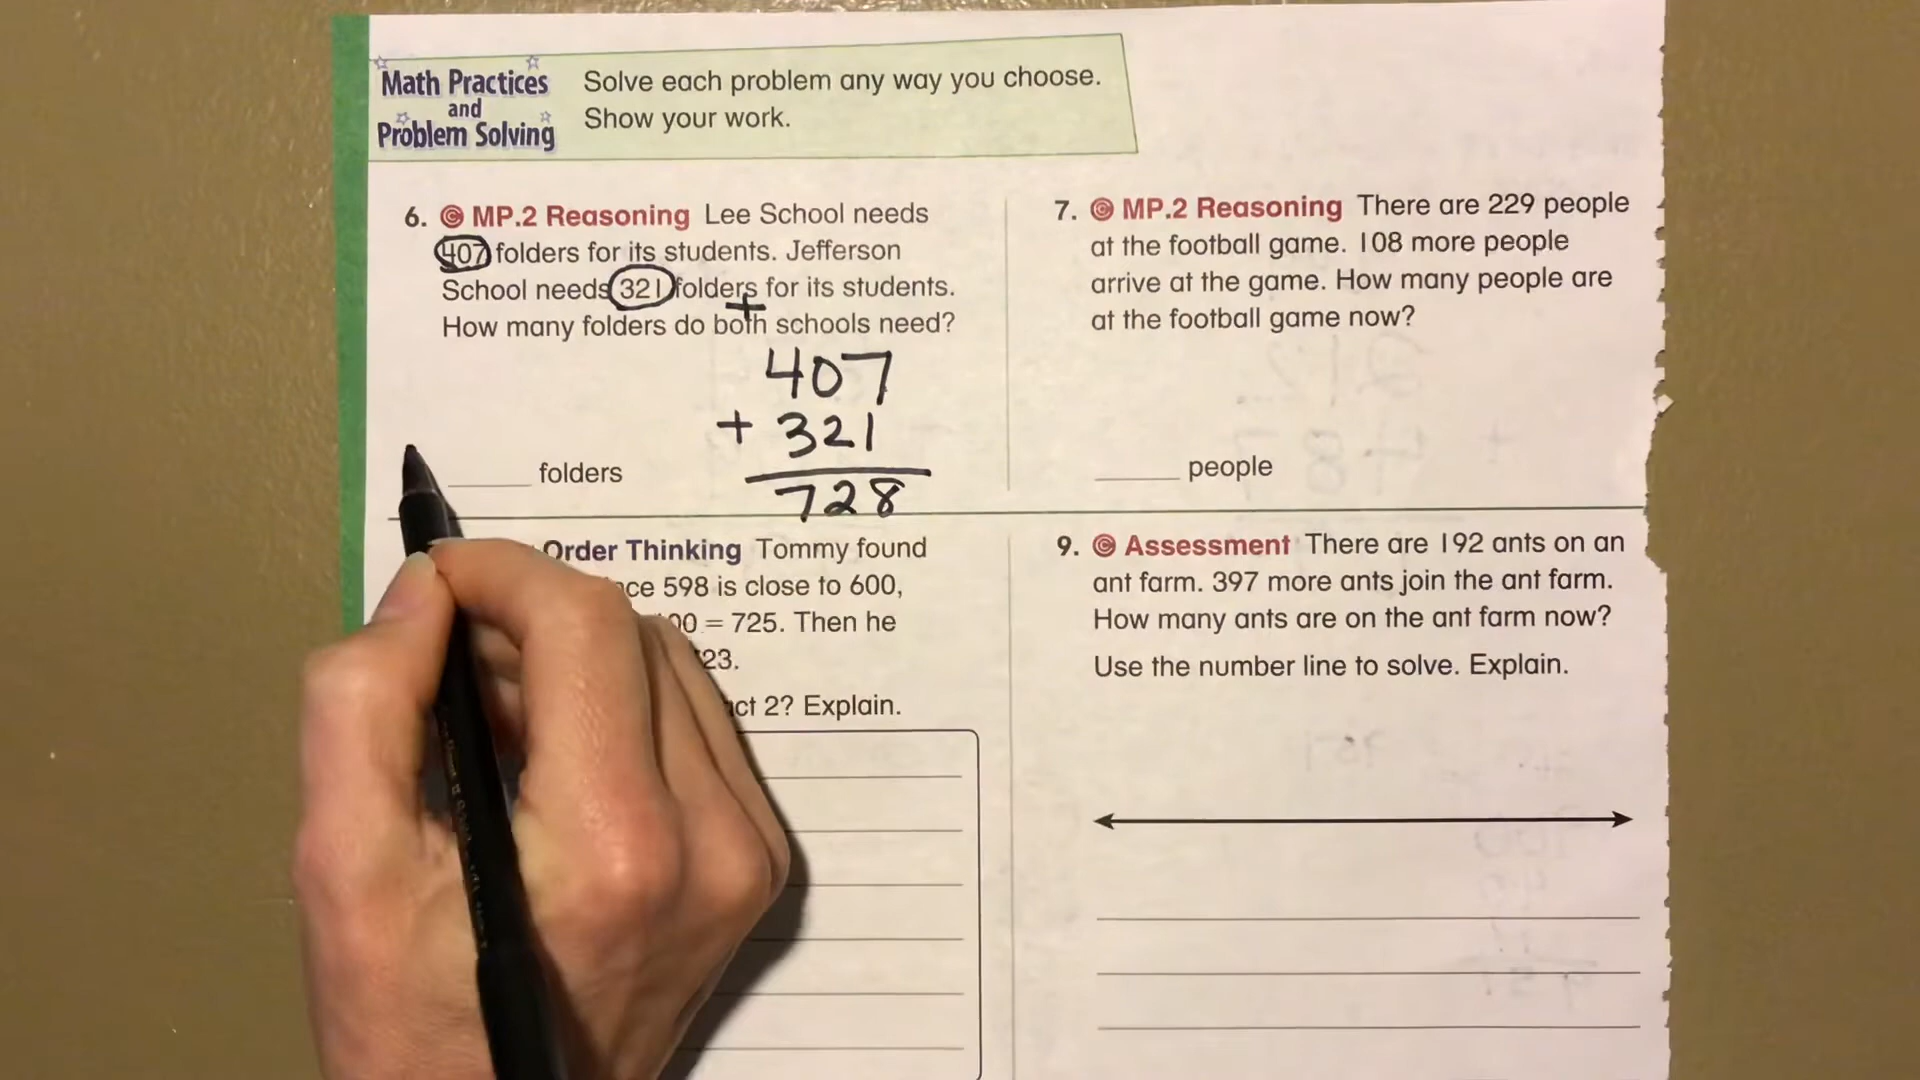 Math Practices
and
Problem Solving
Solve each problem any way you choose.
Show your work.
6. MP.2 Reasoning Lee School needs
407 folders for its students. Jefferson
School needs 321 folders for its students.
+
How many folders do both schools need?
407
+ 321
728
_____ folders
7. MP.2 Reasoning There are 229 people
at the football game. 108 more people
arrive at the game. How many people are
at the football game now?
_____ people
Order Thinking Tommy found
598 is close to 600,
= 725. Then he
23.
2? Explain.
9. Assessment There are 192 ants on an
ant farm. 397 more ants join the ant farm.
How many ants are on the ant farm now?
Use the number line to solve. Explain.